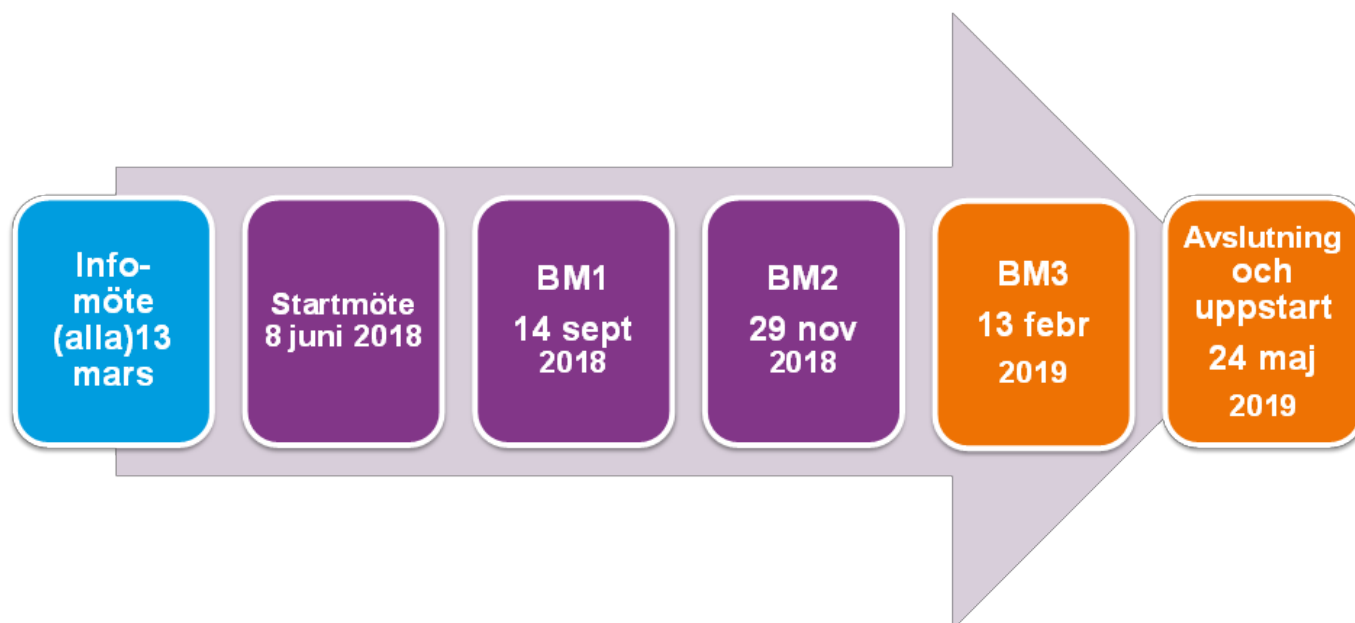 Info-
möte
(alla)13
mars
Startmöte
8 juni 2018
BM1
14 sept
2018
BM2
29 nov
2018
BM3
13 febr
2019
Avslutning
och
uppstart
24 maj
2019